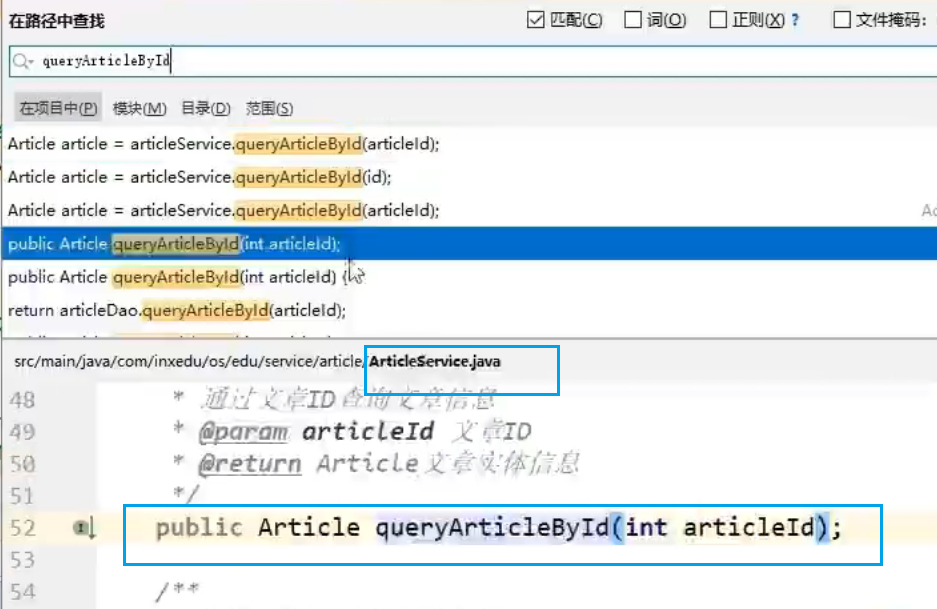 在路径中查找 匹配(C) 词(O) 正则(X) ? 文件掩码:
queryArticleById
在项目中(P) 模块(M) 目录(D) 范围(S)
Article article = articleService.queryArticleById(articleId);
Article article = articleService.queryArticleById(id);
Article article = articleService.queryArticleById(articleId);
public Article queryArticleById(int articleId);
public Article queryArticleById(int articleId) {
return articleDao.queryArticleById(articleId);
src/main/java/com/inxedu/os/edu/service/article/ArticleService.java
48 * 通过文章ID查询文章信息
49 * @param articleId 文章ID
50 * @return Article文章实体信息
51 */
52 public Article queryArticleById(int articleId);
53
54 /**